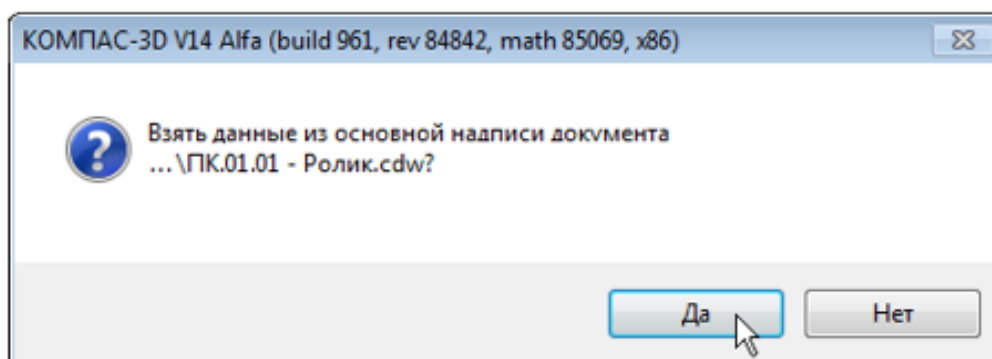 КОМПАС-3D V14 Alfa (build 961, rev 84842, math 85069, x86)
Взять данные из основной надписи документа
...\ПК.01.01 - Ролик.cdw?
Да
Нет